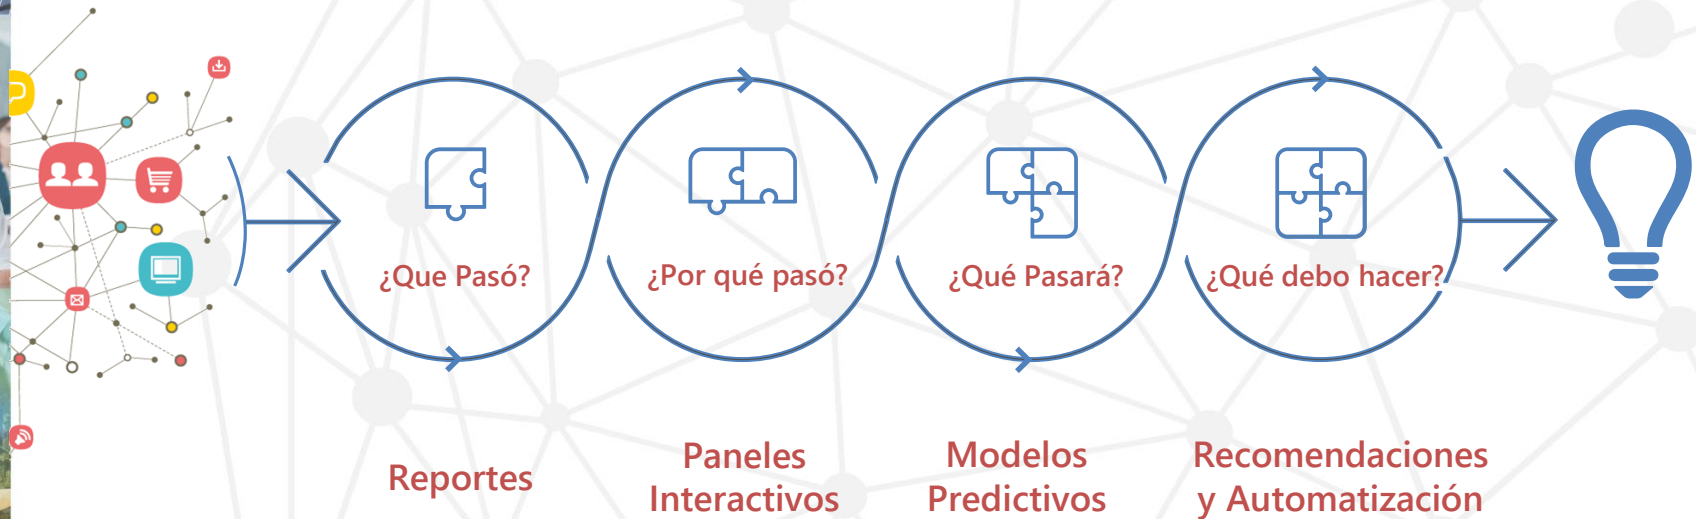 ¿Que Pasó?
¿Por qué pasó?
¿Qué Pasará?
¿Qué debo hacer?
Reportes
Paneles
Interactivos
Modelos
Predictivos
Recomendaciones
y Automatización